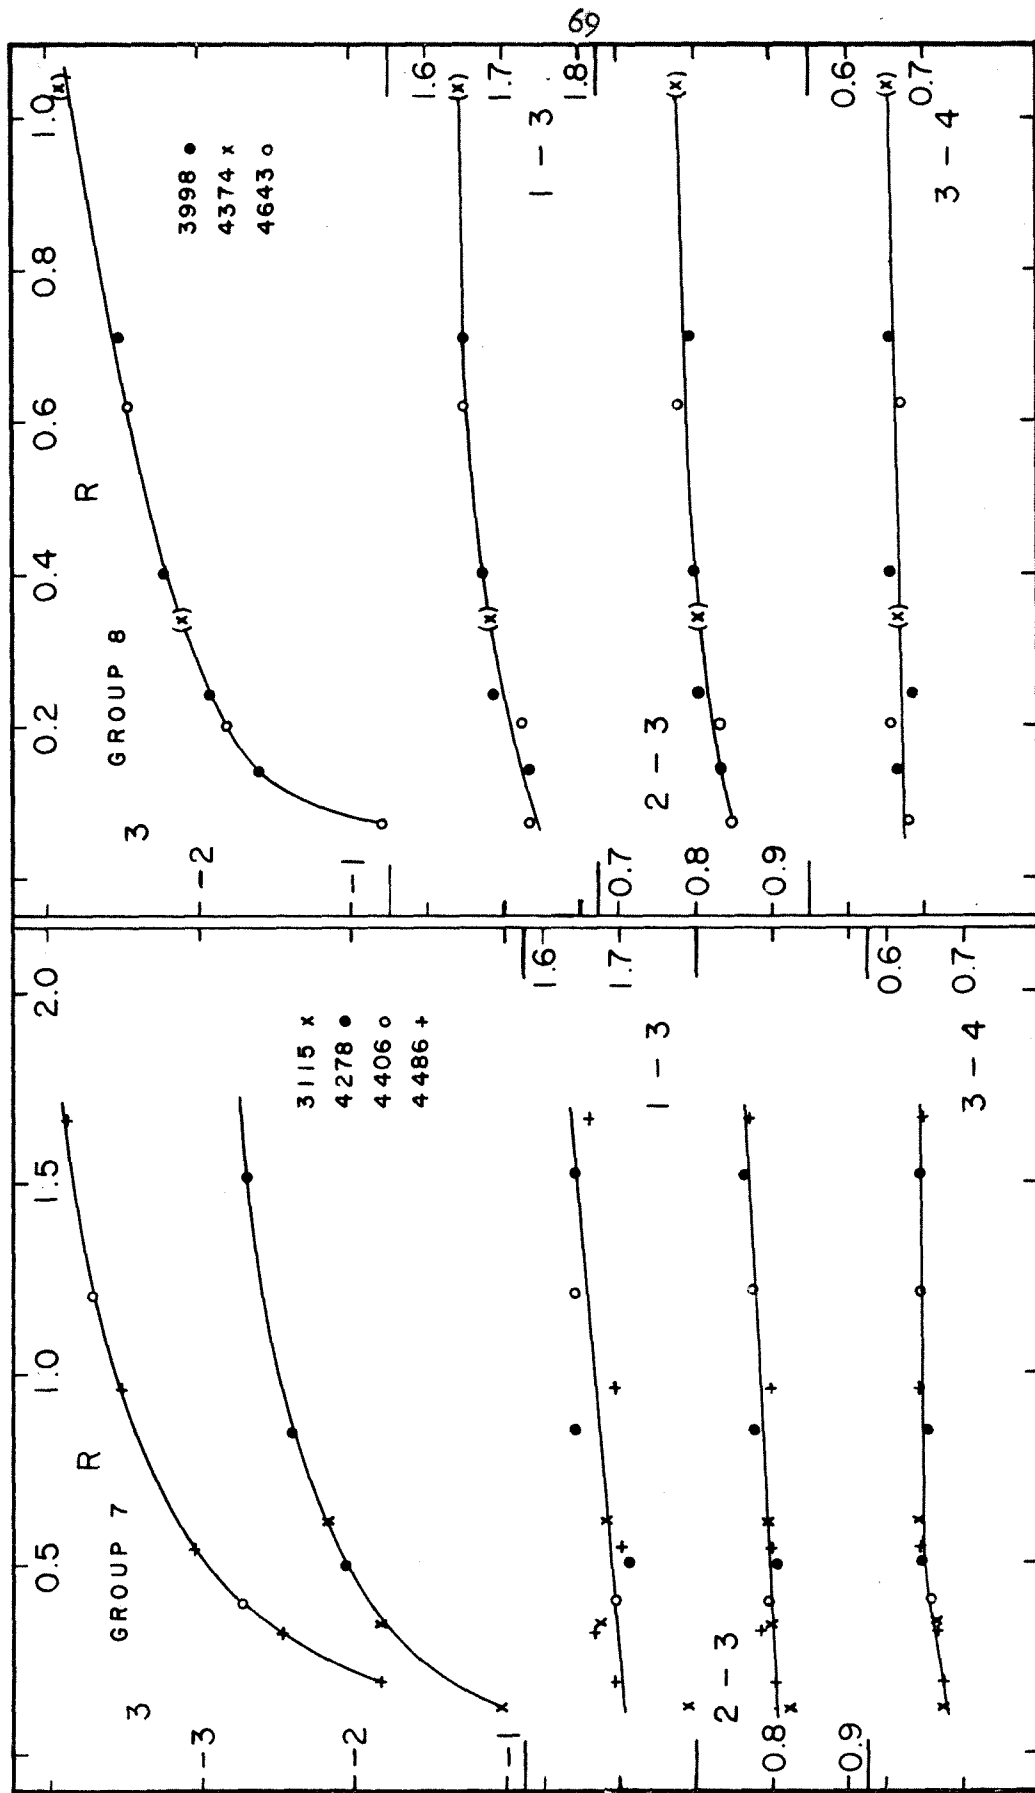 69
GROUP 7
R
0.5
1.0
1.5
2.0
3
-3
-2
-1
3115 x
4278 ●
4406 o
4486 +
1.6
1.7
1 - 3
2 - 3
0.8
0.9
0.6
0.7
3 - 4
GROUP 8
R
0.2
0.4
0.6
0.8
1.0
3
-2
-1
(x)
(x)
3998 ●
4374 x
4643 o
1.6
1.7
1.8
(x)
(x)
1 - 3
2 - 3
0.7
0.8
0.9
(x)
(x)
0.6
0.7
(x)
(x)
3 - 4